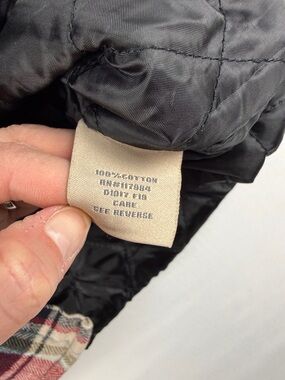 100% COTTON
RN#117984
D1017 F19
CARE
SEE REVERSE